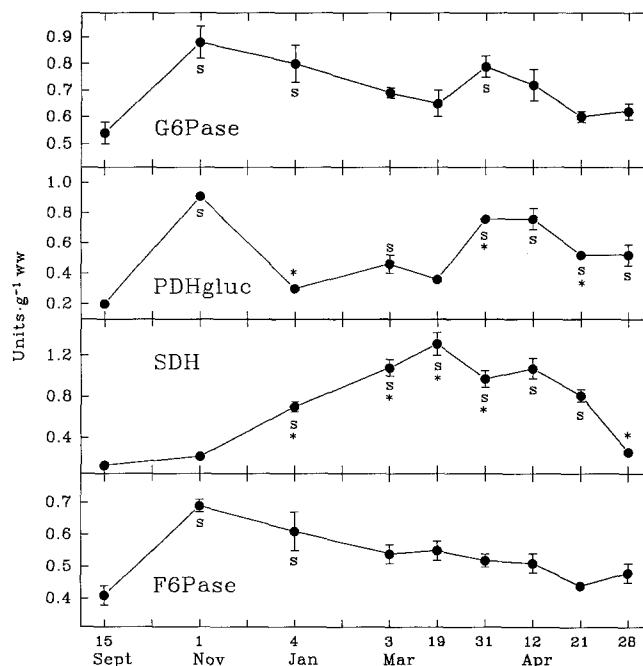 Units·g⁻¹ ww
0.9
0.8
0.7
0.6
0.5
G6Pase
s
s
s
1.0
0.8
0.6
0.4
0.2
PDHgluc
s
*
s
s
*
s
s
*
s
1.2
0.8
0.4
SDH
s
*
s
*
s
*
s
*
s
s
*
0.7
0.6
0.5
0.4
F6Pase
s
s
15 1 4 3 19 31 12 21 28
Sept Nov Jan Mar Apr